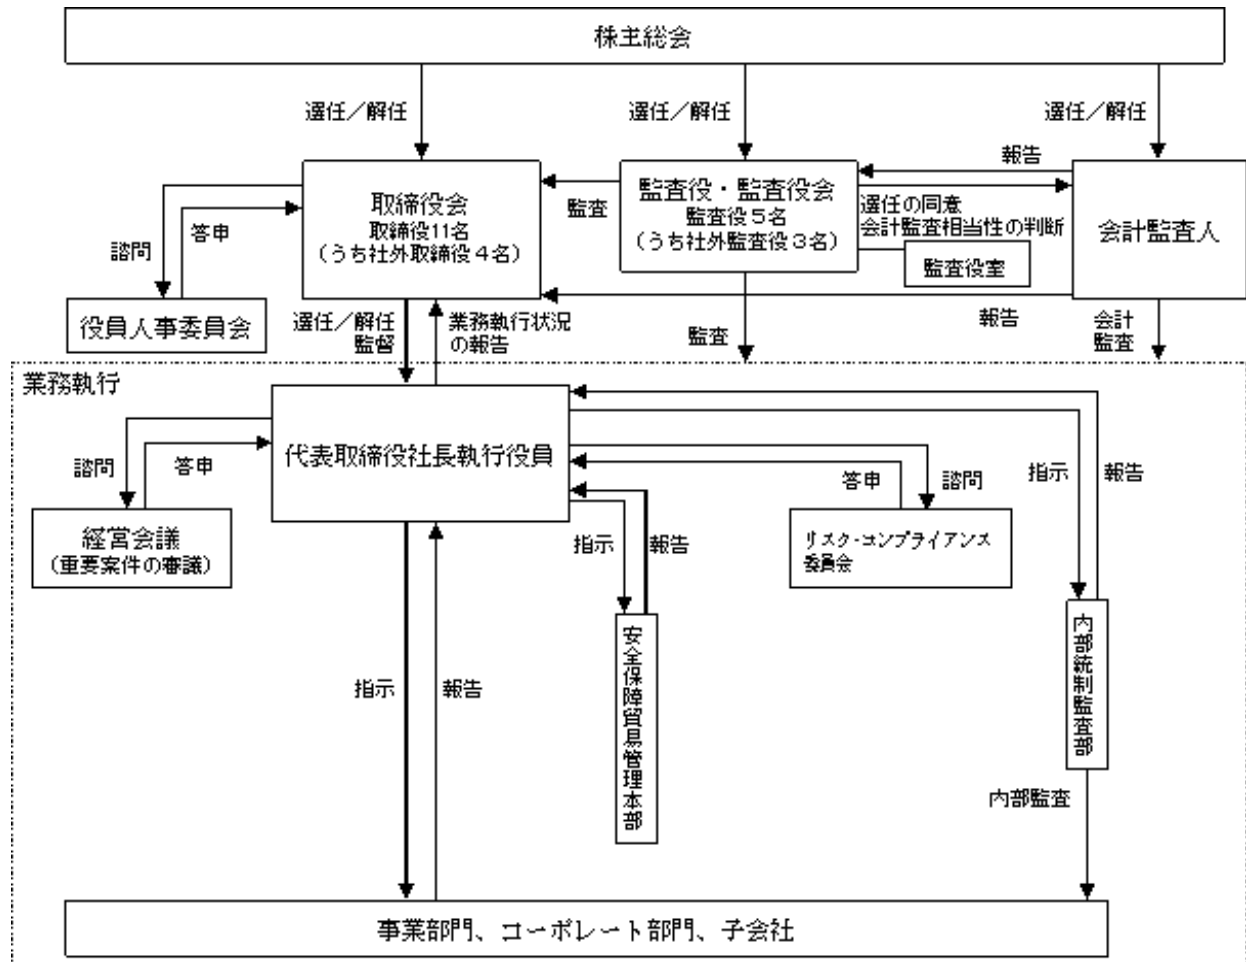 株主総会
選任／解任
選任／解任
選任／解任
報告
取締役会
取締役11名
（うち社外取締役４名）
監査
監査役・監査役会
監査役５名
（うち社外監査役３名）
選任の同意
会計監査相当性の判断
監査役室
会計監査人
諮問
答申
役員人事委員会
選任／解任
監督
業務執行状況
の報告
監査
報告
会計
監査
業務執行
代表取締役社長執行役員
諮問
答申
経営会議
（重要案件の審議）
指示
報告
答申
諮問
リスク・コンプライアンス
委員会
指示
報告
安全保障貿易管理本部
内部統制監査部
指示
報告
内部監査
事業部門、コーポレート部門、子会社